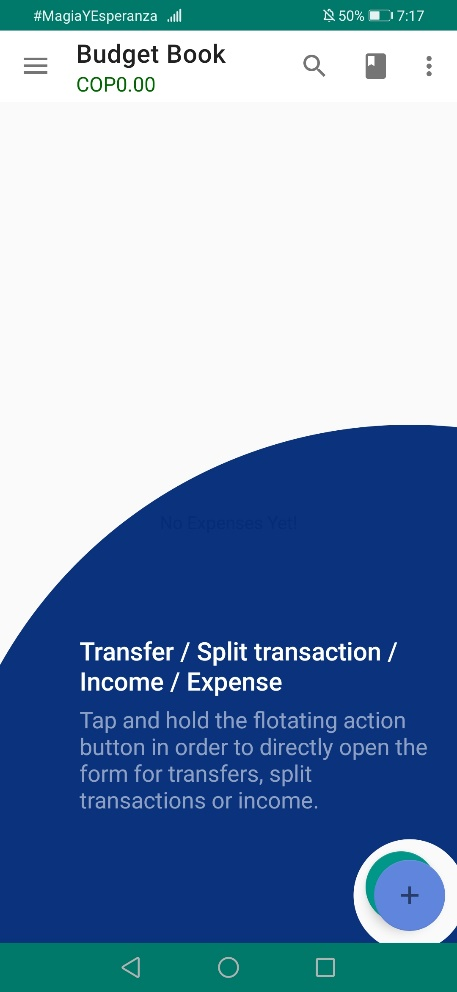 #MagiaYEsperanza 50% 7:17
Budget Book
COP0.00
No Expenses Yet!
Transfer / Split transaction /
Income / Expense
Tap and hold the flotating action
button in order to directly open the
form for transfers, split
transactions or income.